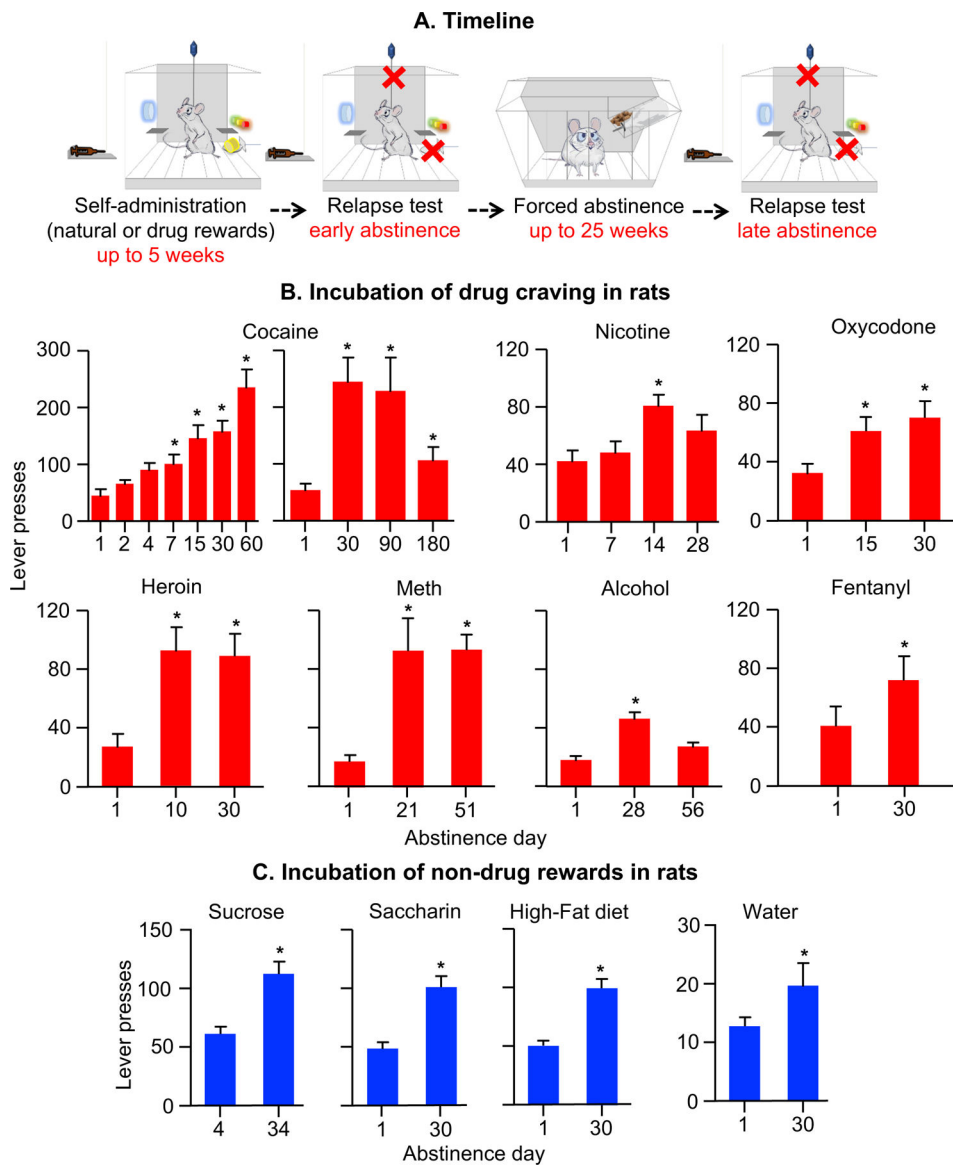 A. Timeline
Self-administration
(natural or drug rewards)
up to 5 weeks
Relapse test
early abstinence
Forced abstinence
up to 25 weeks
Relapse test
late abstinence
B. Incubation of drug craving in rats
Lever presses
Cocaine
300
200
100
0
*
*
*
*
1 2 4 7 15 30 60
*
*
*
1 30 90 180
Nicotine
120
80
40
0
*
1 7 14 28
Oxycodone
120
80
40
0
*
*
1 15 30
Heroin
120
80
40
0
*
*
1 10 30
Meth
*
*
1 21 51
Alcohol
*
1 28 56
Fentanyl
120
80
40
0
*
1 30
Abstinence day
C. Incubation of non-drug rewards in rats
Lever presses
Sucrose
150
100
50
0
*
4 34
Saccharin
*
1 30
High-Fat diet
*
1 30
Water
30
20
10
0
*
1 30
Abstinence day